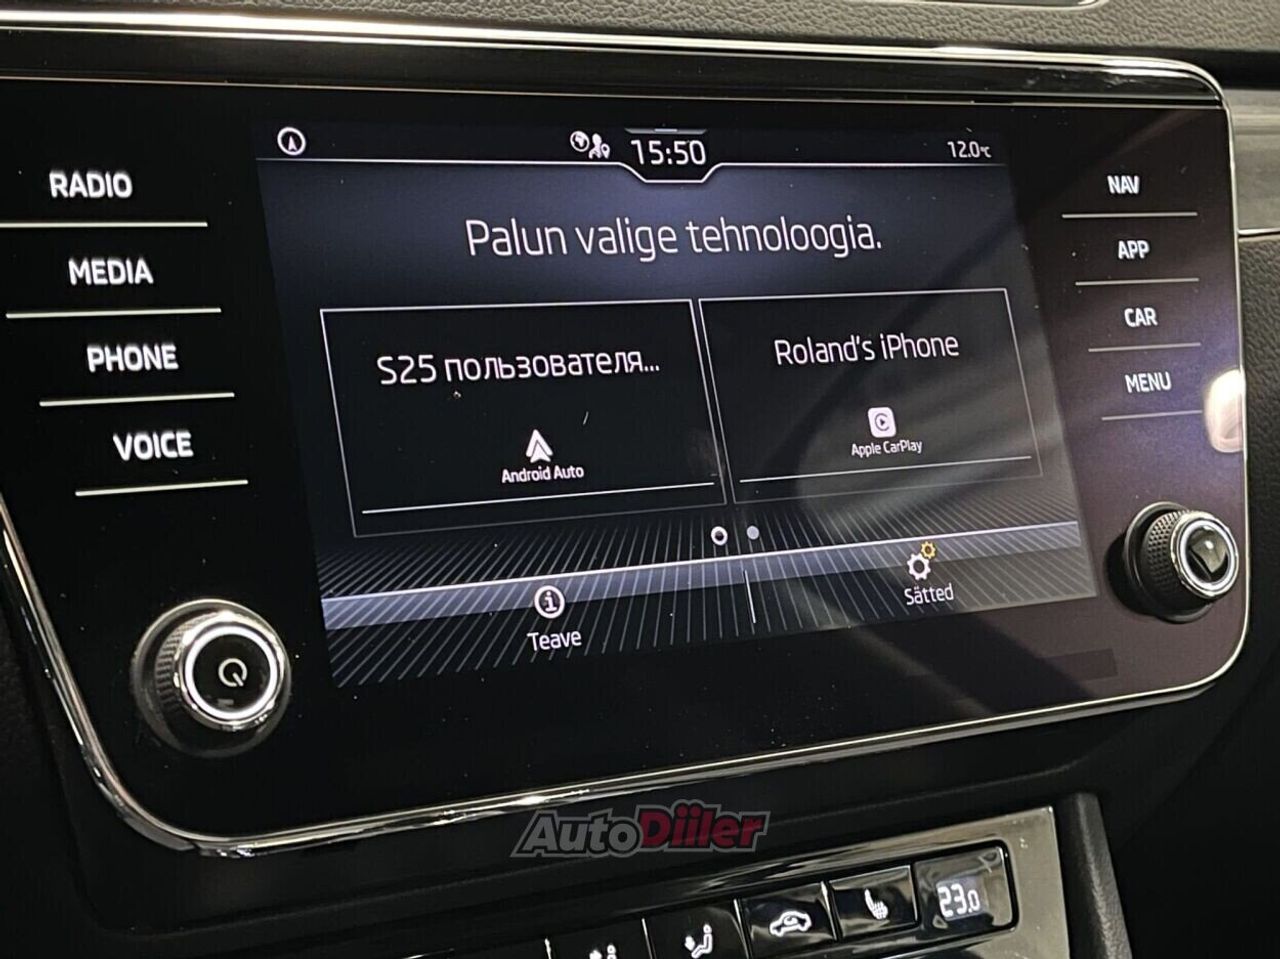 15:50
12.0°C
RADIO
MEDIA
PHONE
VOICE
NAV
APP
CAR
MENU
Palun valige tehnoloogia.
S25 пользователя...
Android Auto
Roland's iPhone
Apple CarPlay
Teave
Sätted
AutoDiiler
23.0